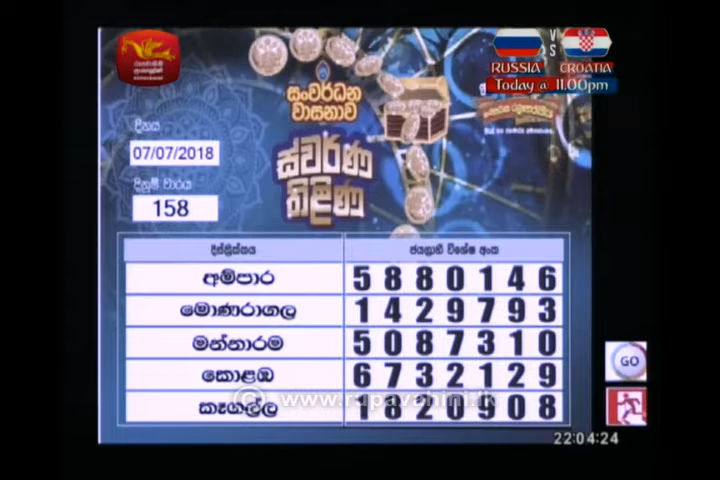 V
S
RUSSIA CROATIA
Today @ 11.00pm
සංවර්ධන
වාසනාව
ස්වර්ණ
තිළිණ
දිනය
07/07/2018
දිනුම් වාරය
158
දිස්ත්‍රික්කය ජයග්‍රාහී විශේෂ අංක
අම්පාර 5880146
මොණරාගල 1429793
මන්නාරම 5087310
කොළඹ 6732129
කෑගල්ල 1820908
© www.rupavahini.lk
GO
22:04:24